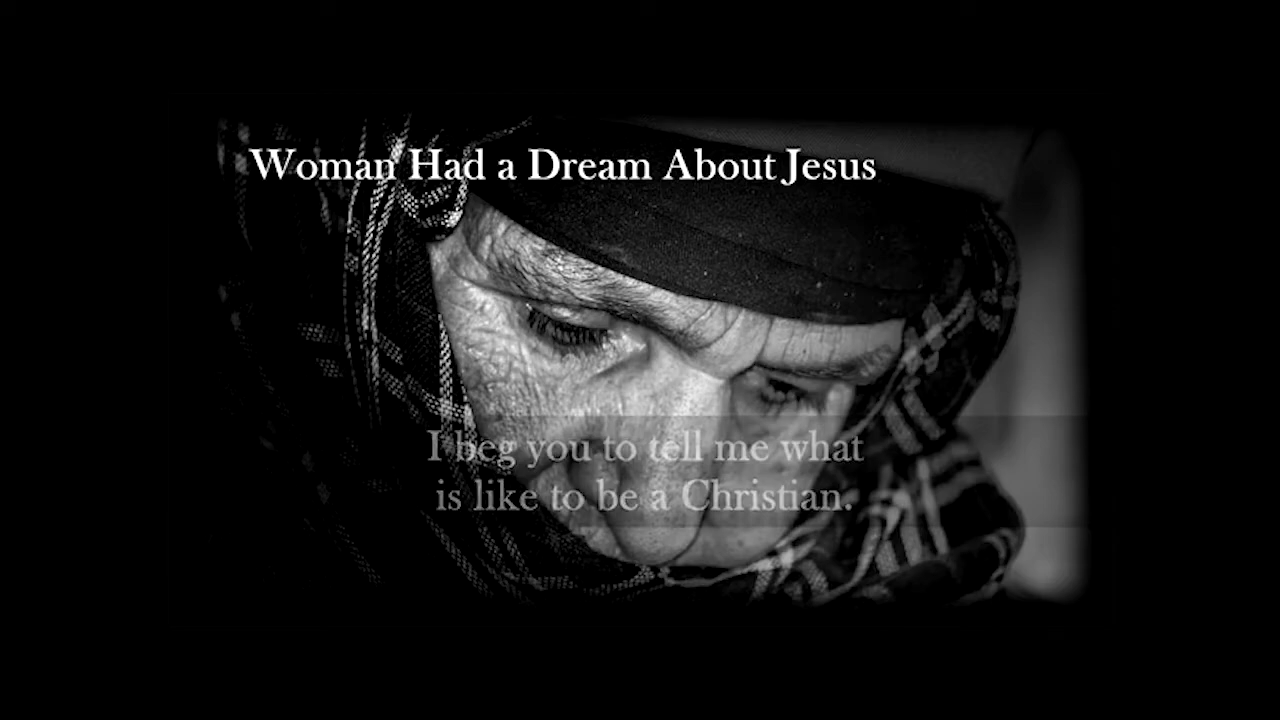 Woman Had a Dream About Jesus
I beg you to tell me what
is like to be a Christian.